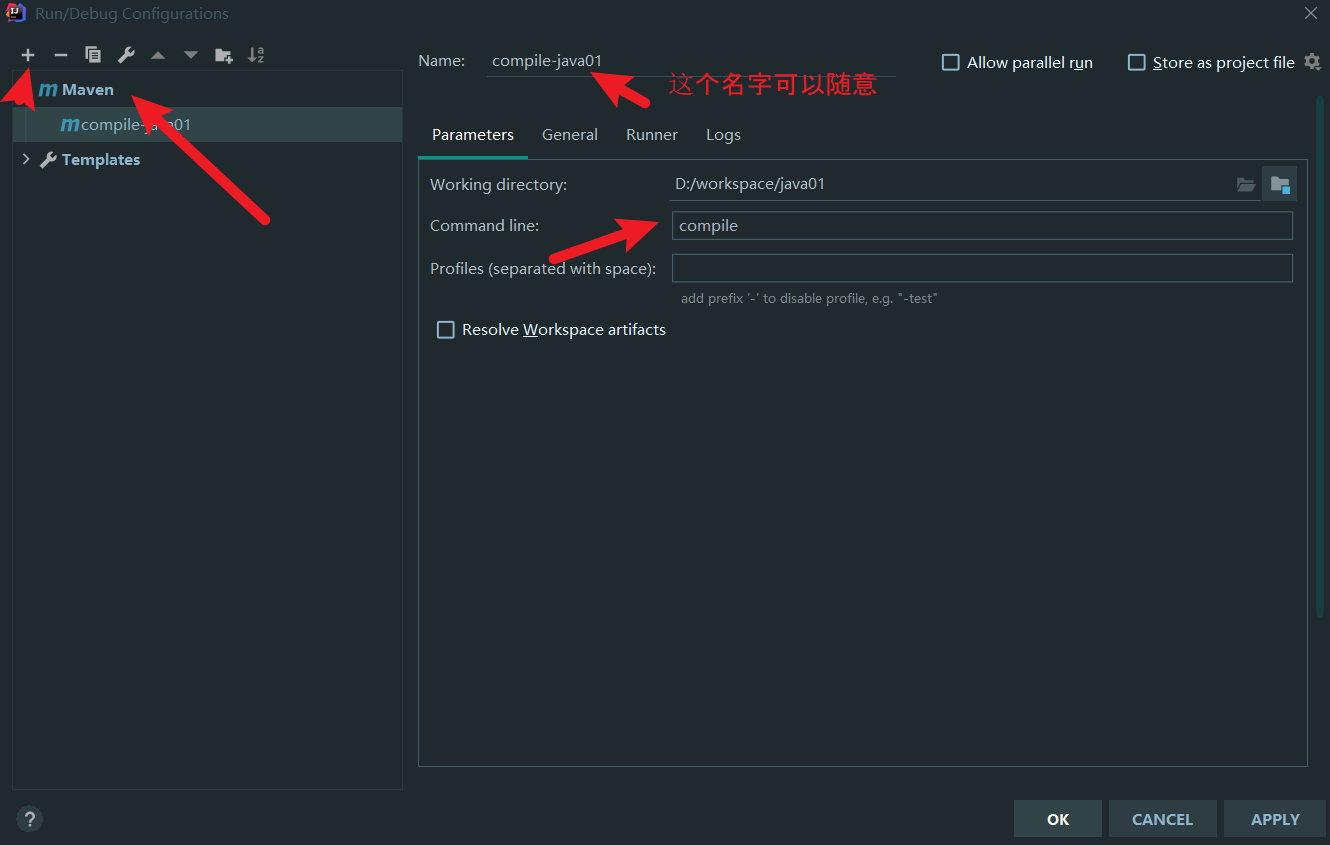 Run/Debug Configurations
Name: compile-java01
这个名字可以随意
Allow parallel run
Store as project file
Maven
compile-java01
Templates
Parameters General Runner Logs
Working directory: D:/workspace/java01
Command line: compile
Profiles (separated with space):
add prefix '-' to disable profile, e.g. "-test"
Resolve Workspace artifacts
?
OK CANCEL APPLY